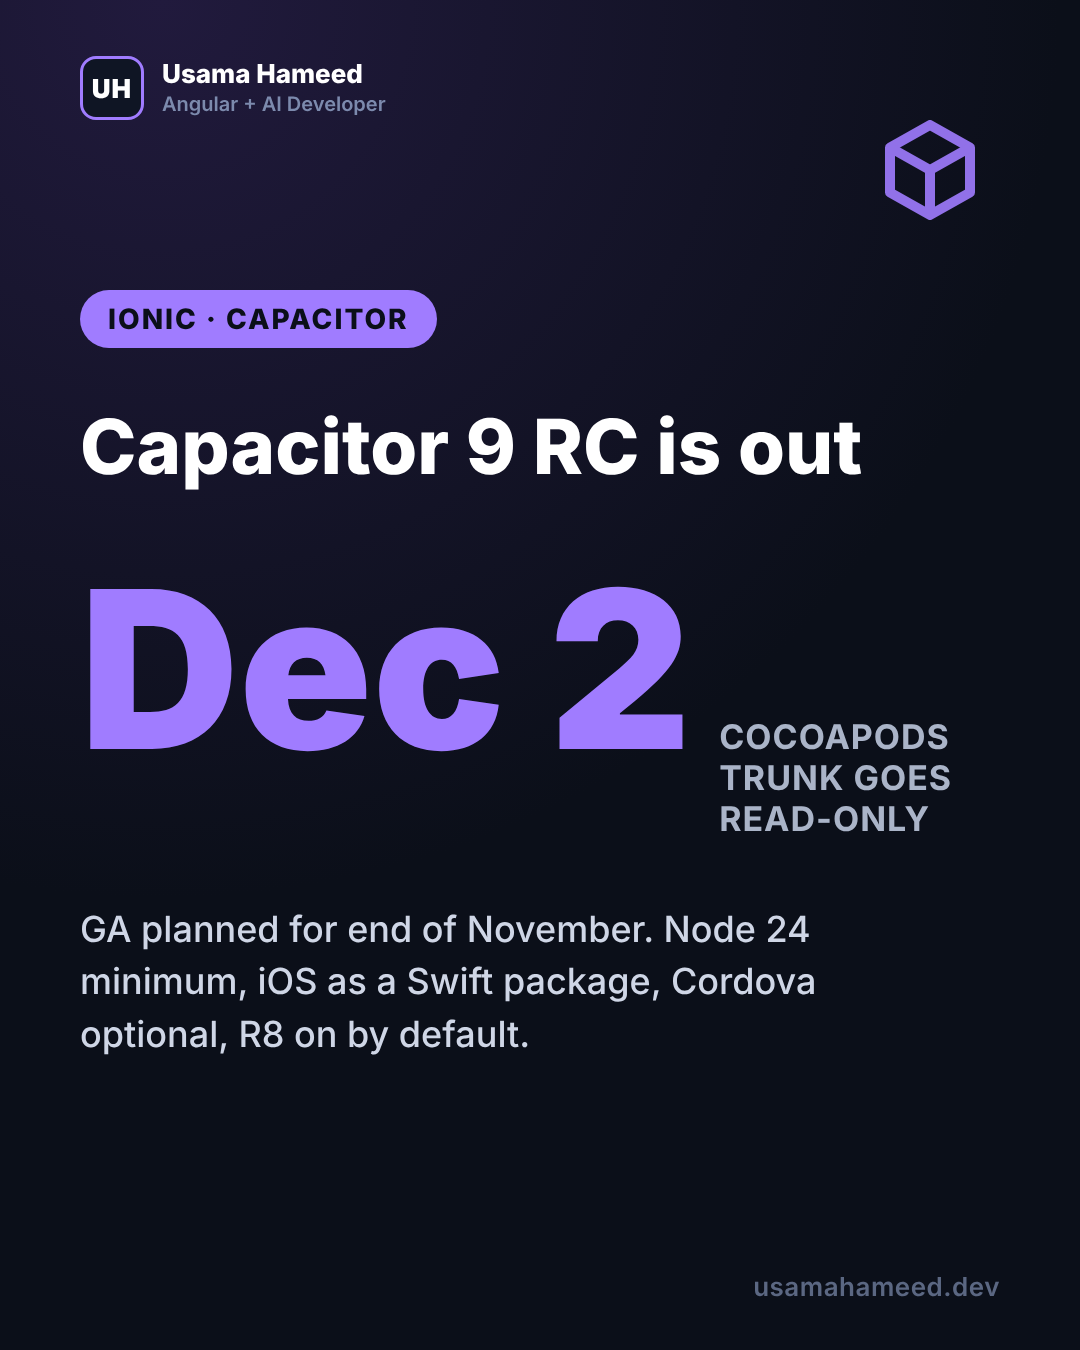 UH
Usama Hameed
Angular + AI Developer
IONIC · CAPACITOR
Capacitor 9 RC is out
Dec 2
COCOAPODS
TRUNK GOES
READ-ONLY
GA planned for end of November. Node 24
minimum, iOS as a Swift package, Cordova
optional, R8 on by default.
usamahameed.dev